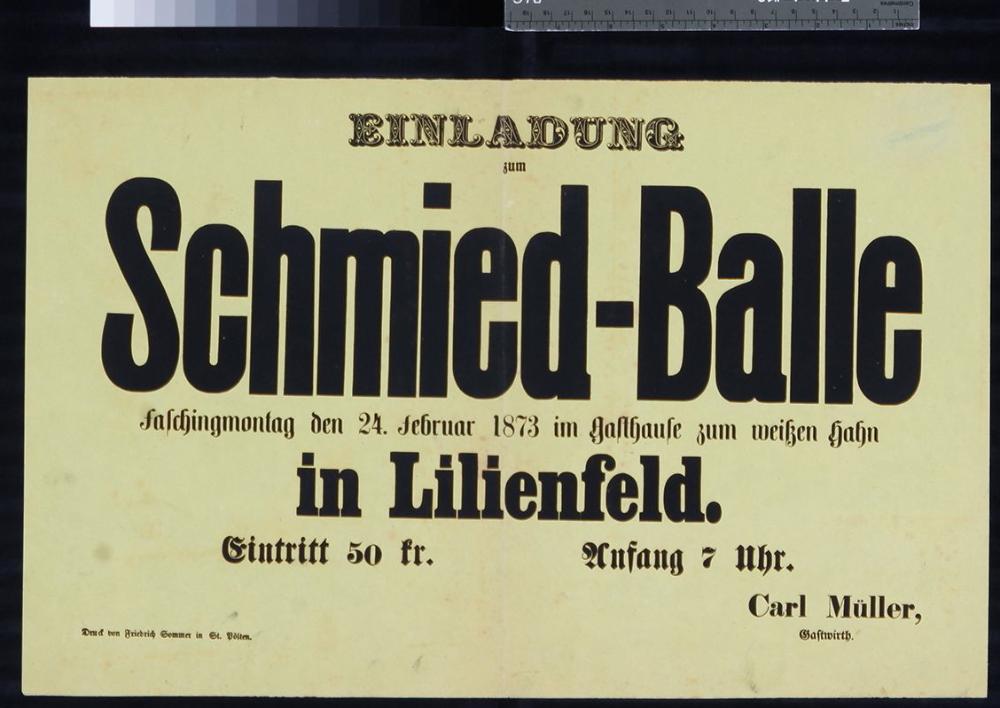 EINLADUNG
zum
Schmied-Balle
Faschingmontag den 24. Februar 1873 im Gasthause zum weißen Hahn
in Lilienfeld.
Eintritt 50 kr. Anfang 7 Uhr.
Carl Müller,
Gastwirth.
Druck von Friedrich Sommer in St. Pölten.